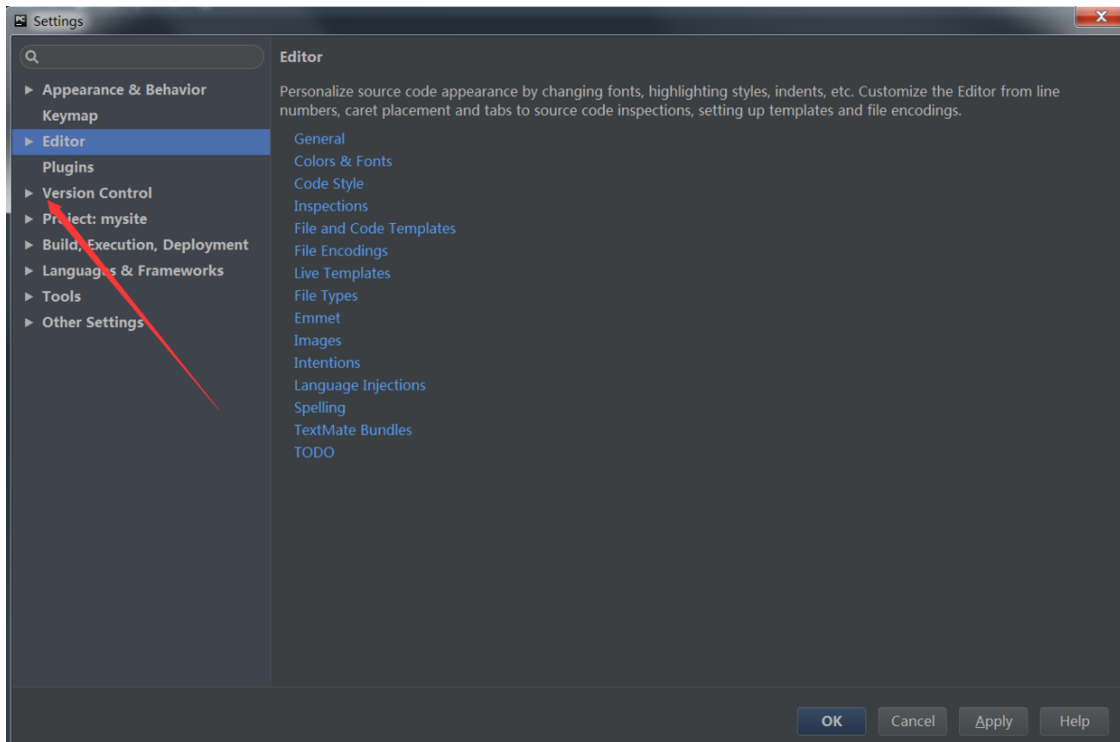 PC Settings
X
Appearance & Behavior
Keymap
Editor
Plugins
Version Control
Project: mysite
Build, Execution, Deployment
Languages & Frameworks
Tools
Other Settings
Editor
Personalize source code appearance by changing fonts, highlighting styles, indents, etc. Customize the Editor from line
numbers, caret placement and tabs to source code inspections, setting up templates and file encodings.
General
Colors & Fonts
Code Style
Inspections
File and Code Templates
File Encodings
Live Templates
File Types
Emmet
Images
Intentions
Language Injections
Spelling
TextMate Bundles
TODO
OK Cancel Apply Help